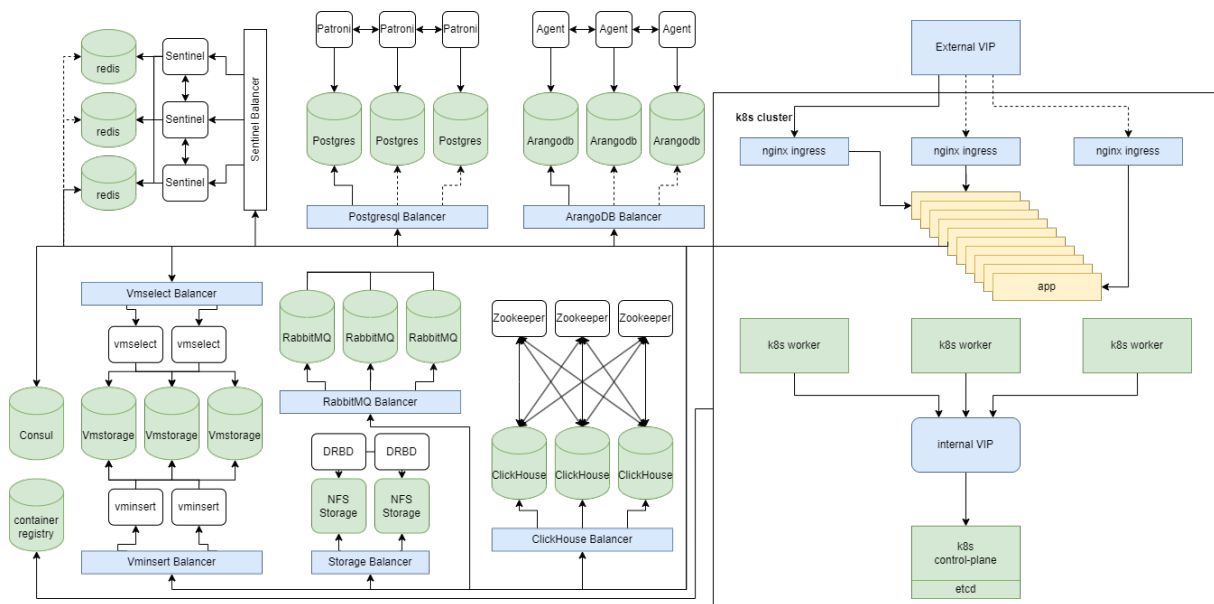 Patroni
Patroni
Patroni
Agent
Agent
Agent
External VIP
redis
Sentinel
redis
Sentinel
redis
Sentinel
Sentinel Balancer
Postgres
Postgres
Postgres
Arangodb
Arangodb
Arangodb
k8s cluster
nginx ingress
nginx ingress
nginx ingress
Postgresql Balancer
ArangoDB Balancer
app
Vmselect Balancer
vmselect
vmselect
RabbitMQ
RabbitMQ
RabbitMQ
Zookeeper
Zookeeper
Zookeeper
k8s worker
k8s worker
k8s worker
RabbitMQ Balancer
Consul
Vmstorage
Vmstorage
Vmstorage
DRBD
DRBD
ClickHouse
ClickHouse
ClickHouse
internal VIP
container
registry
vminsert
vminsert
NFS
Storage
NFS
Storage
ClickHouse Balancer
Vminsert Balancer
Storage Balancer
k8s
control-plane
etcd